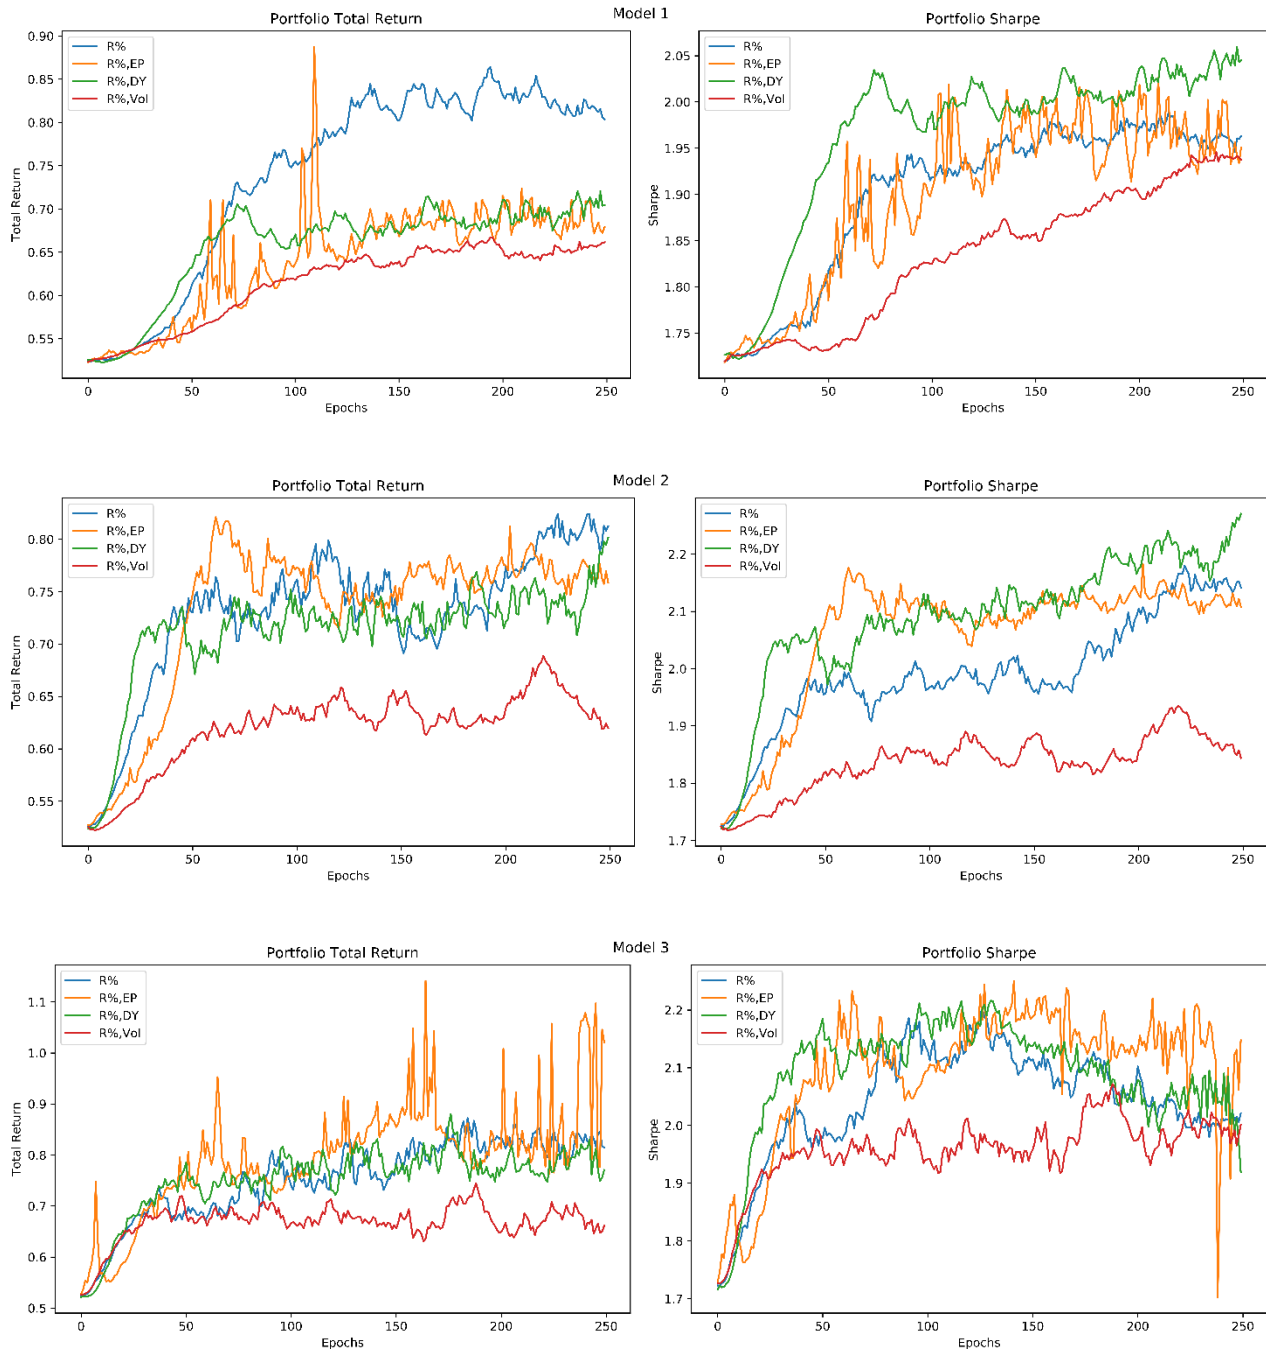 Model 1
Portfolio Total Return
Portfolio Sharpe
R%
R%,EP
R%,DY
R%,Vol
0.90
0.85
0.80
0.75
0.70
0.65
0.60
0.55
Total Return
0 50 100 150 200 250
Epochs
R%
R%,EP
R%,DY
R%,Vol
2.05
2.00
1.95
1.90
1.85
1.80
1.75
Sharpe
0 50 100 150 200 250
Epochs
Model 2
Portfolio Total Return
Portfolio Sharpe
R%
R%,EP
R%,DY
R%,Vol
0.80
0.75
0.70
0.65
0.60
0.55
Total Return
0 50 100 150 200 250
Epochs
R%
R%,EP
R%,DY
R%,Vol
2.2
2.1
2.0
1.9
1.8
1.7
Sharpe
0 50 100 150 200 250
Epochs
Model 3
Portfolio Total Return
Portfolio Sharpe
R%
R%,EP
R%,DY
R%,Vol
1.1
1.0
0.9
0.8
0.7
0.6
0.5
Total Return
0 50 100 150 200 250
Epochs
R%
R%,EP
R%,DY
R%,Vol
2.2
2.1
2.0
1.9
1.8
1.7
Sharpe
0 50 100 150 200 250
Epochs